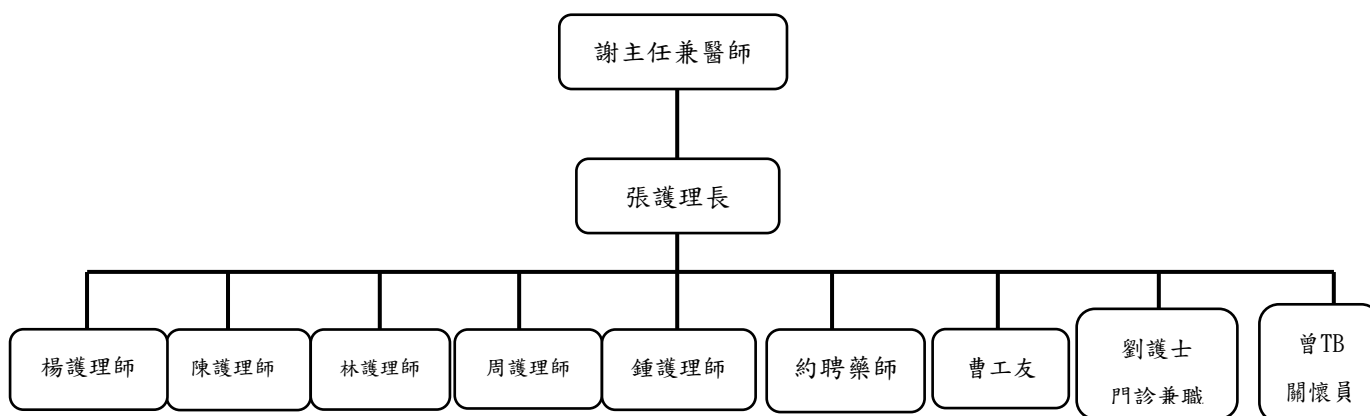 謝主任兼醫師
張護理長
楊護理師
陳護理師
林護理師
周護理師
鍾護理師
約聘藥師
曹工友
劉護士
門診兼職
曾TB
關懷員